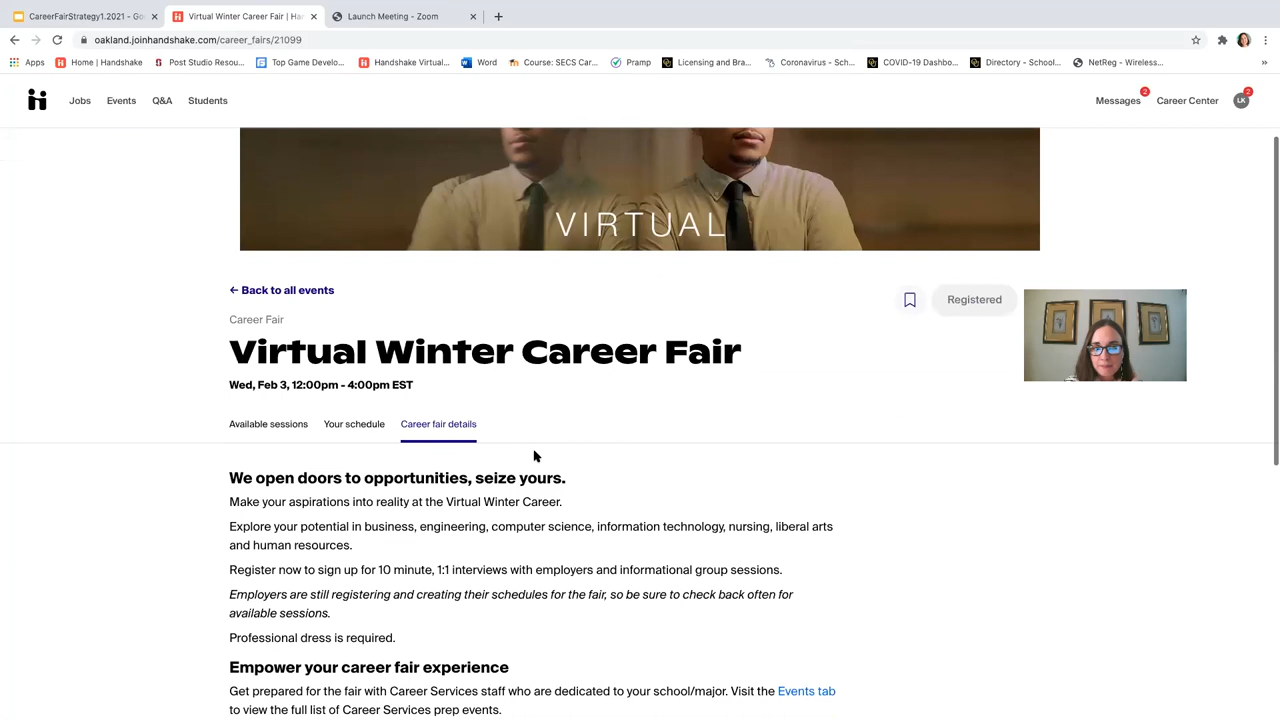 CareerFairStrategy1.2021 - Go
Virtual Winter Career Fair | Ha
Launch Meeting - Zoom
oakland.joinhandshake.com/career_fairs/21099
Apps
Home | Handshake
Post Studio Resou...
Top Game Develo...
Handshake Virtual...
Word
Course: SECS Car...
Pramp
Licensing and Bra...
Coronavirus - Sch...
COVID-19 Dashbo...
Directory - School...
NetReg - Wireless...
Jobs
Events
Q&A
Students
Messages
2
Career Center
LK
2
VIRTUAL
← Back to all events
Registered
Career Fair
Virtual Winter Career Fair
Wed, Feb 3, 12:00pm - 4:00pm EST
Available sessions
Your schedule
Career fair details
We open doors to opportunities, seize yours.
Make your aspirations into reality at the Virtual Winter Career.
Explore your potential in business, engineering, computer science, information technology, nursing, liberal arts
and human resources.
Register now to sign up for 10 minute, 1:1 interviews with employers and informational group sessions.
Employers are still registering and creating their schedules for the fair, so be sure to check back often for
available sessions.
Professional dress is required.
Empower your career fair experience
Get prepared for the fair with Career Services staff who are dedicated to your school/major. Visit the Events tab
to view the full list of Career Services prep events.